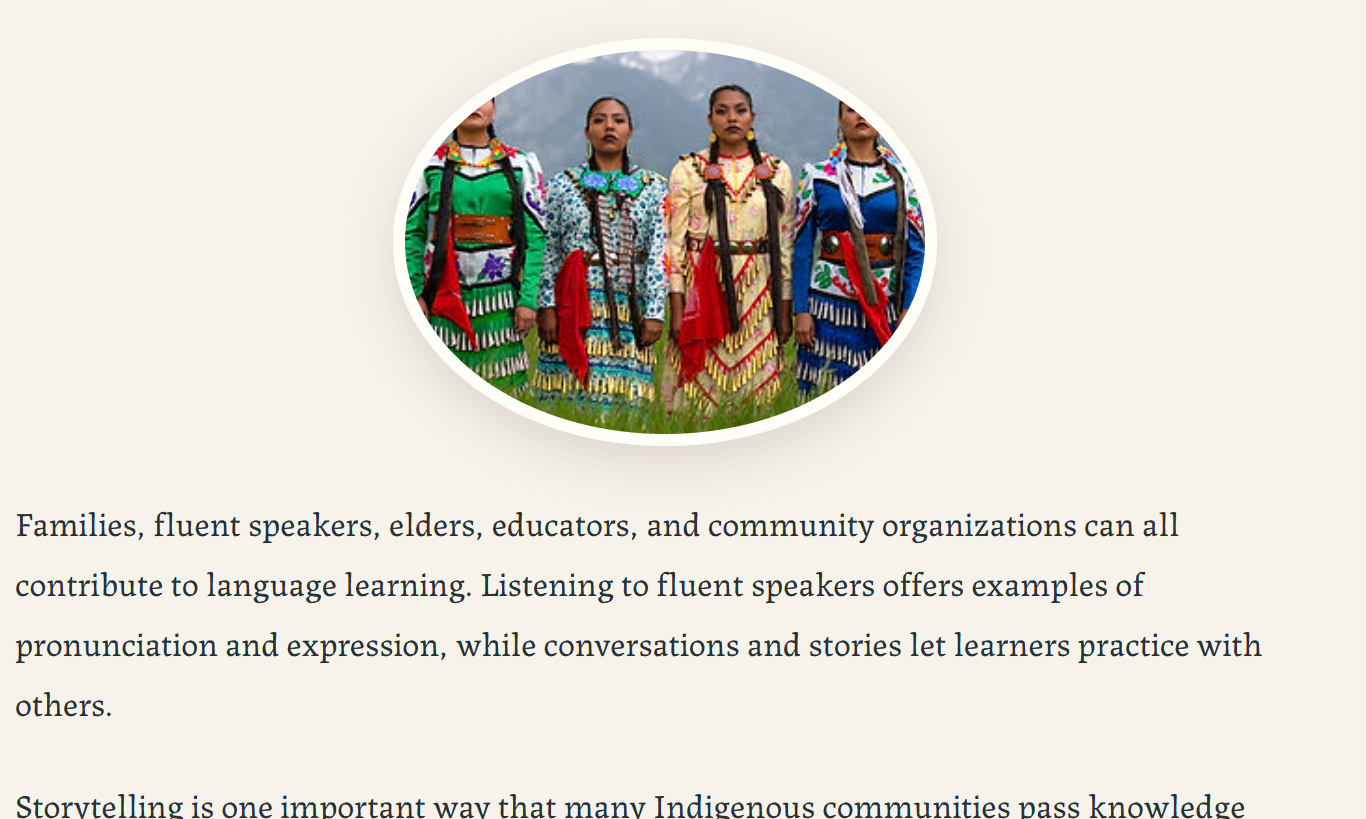 Families, fluent speakers, elders, educators, and community organizations can all
contribute to language learning. Listening to fluent speakers offers examples of
pronunciation and expression, while conversations and stories let learners practice with
others.
Storytelling is one important way that many Indigenous communities pass knowledge